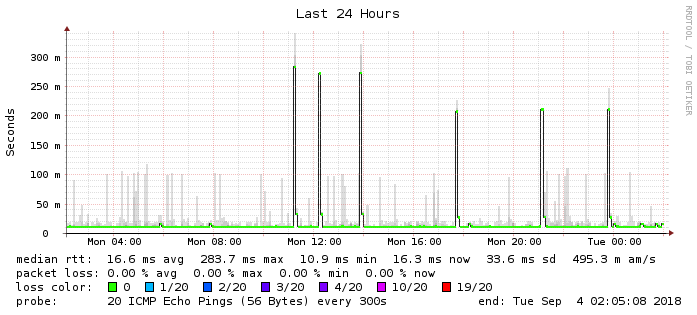 Last 24 Hours
RRDTOOL / TOBI OETIKER
Seconds
300 m
250 m
200 m
150 m
100 m
50 m
0
Mon 04:00 Mon 08:00 Mon 12:00 Mon 16:00 Mon 20:00 Tue 00:00
median rtt: 16.6 ms avg 283.7 ms max 10.9 ms min 16.3 ms now 33.6 ms sd 495.3 m am/s
packet loss: 0.00 % avg 0.00 % max 0.00 % min 0.00 % now
loss color: 0 1/20 2/20 3/20 4/20 10/20 19/20
probe: 20 ICMP Echo Pings (56 Bytes) every 300s end: Tue Sep 4 02:05:08 2018